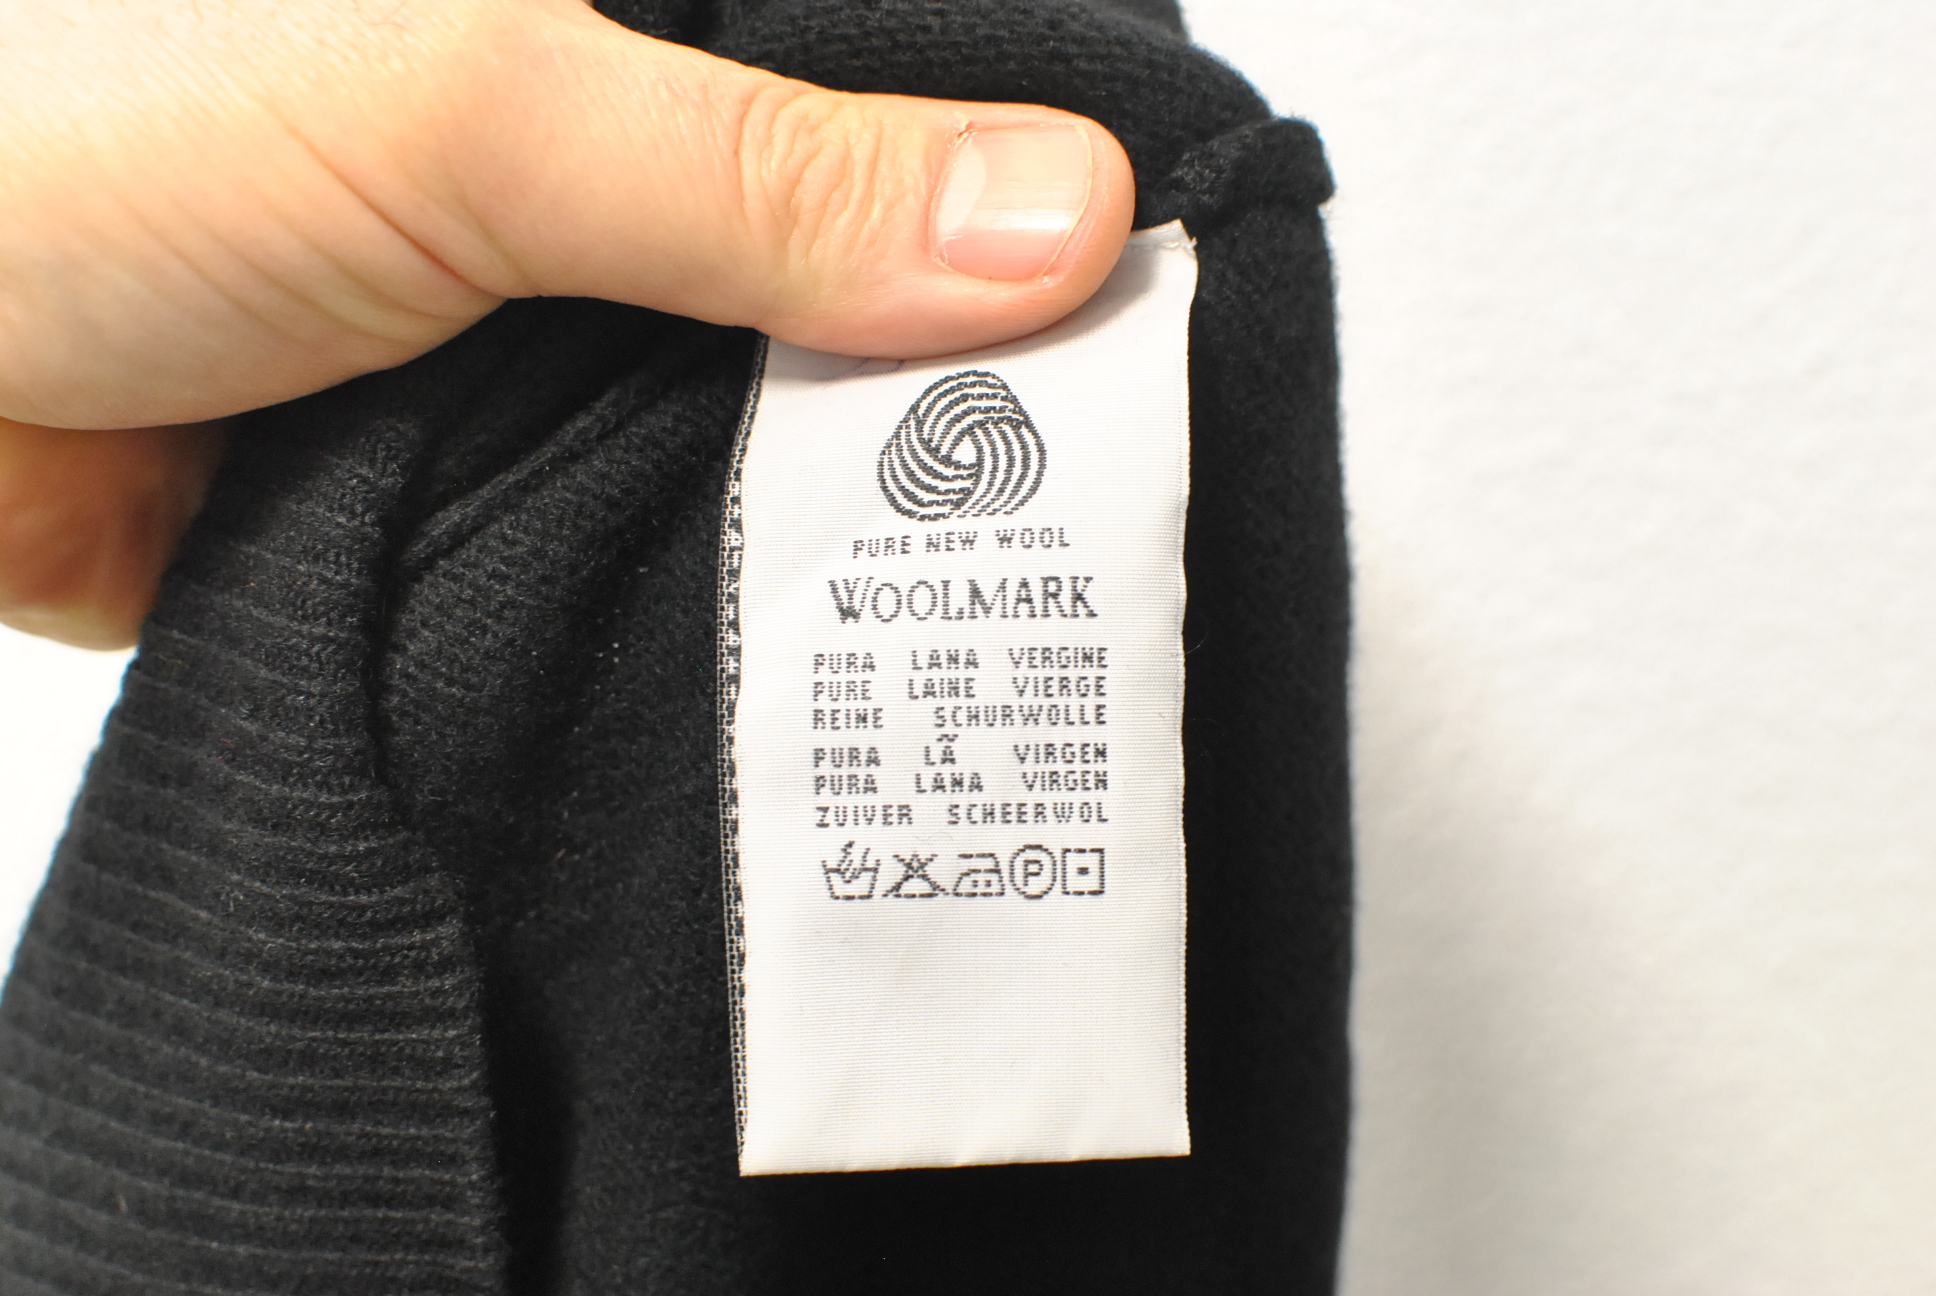 PURE NEW WOOL
WOOLMARK
PURA LANA VERGINE
PURE LAINE VIERGE
REINE SCHURWOLLE
PURA LÃ VIRGEN
PURA LANA VIRGEN
ZUIVER SCHEERWOL
P